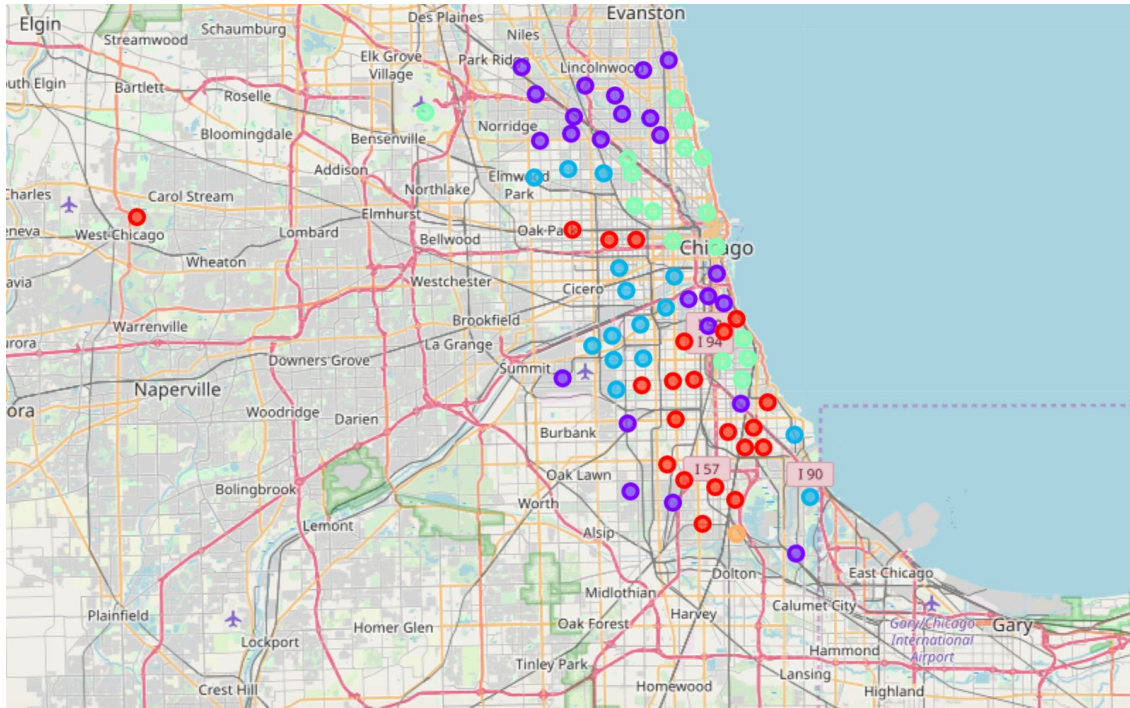 Elgin
Streamwood
Schaumburg
Des Plaines
Evanston
Niles
Elk Grove
Village
Park Ridge
Lincolnwood
outh Elgin
Bartlett
Roselle
Norridge
Bloomingdale
Bensenville
Addison
Elmwood
Park
Northlake
Charles
Carol Stream
Elmhurst
eneva
West Chicago
Lombard
Bellwood
Oak Park
Chicago
Wheaton
avia
Westchester
Cicero
Warrenville
Brookfield
urora
La Grange
I 94
Downers Grove
Summit
Naperville
ora
Woodridge
Darien
Burbank
Oak Lawn
I 57
I 90
Bolingbrook
Worth
Lemont
Alsip
Dolton
East Chicago
Midlothian
Plainfield
Harvey
Calumet City
Homer Glen
Oak Forest
Gary/Chicago
International
Airport
Gary
Lockport
Hammond
Tinley Park
Lansing
Crest Hill
Homewood
Highland